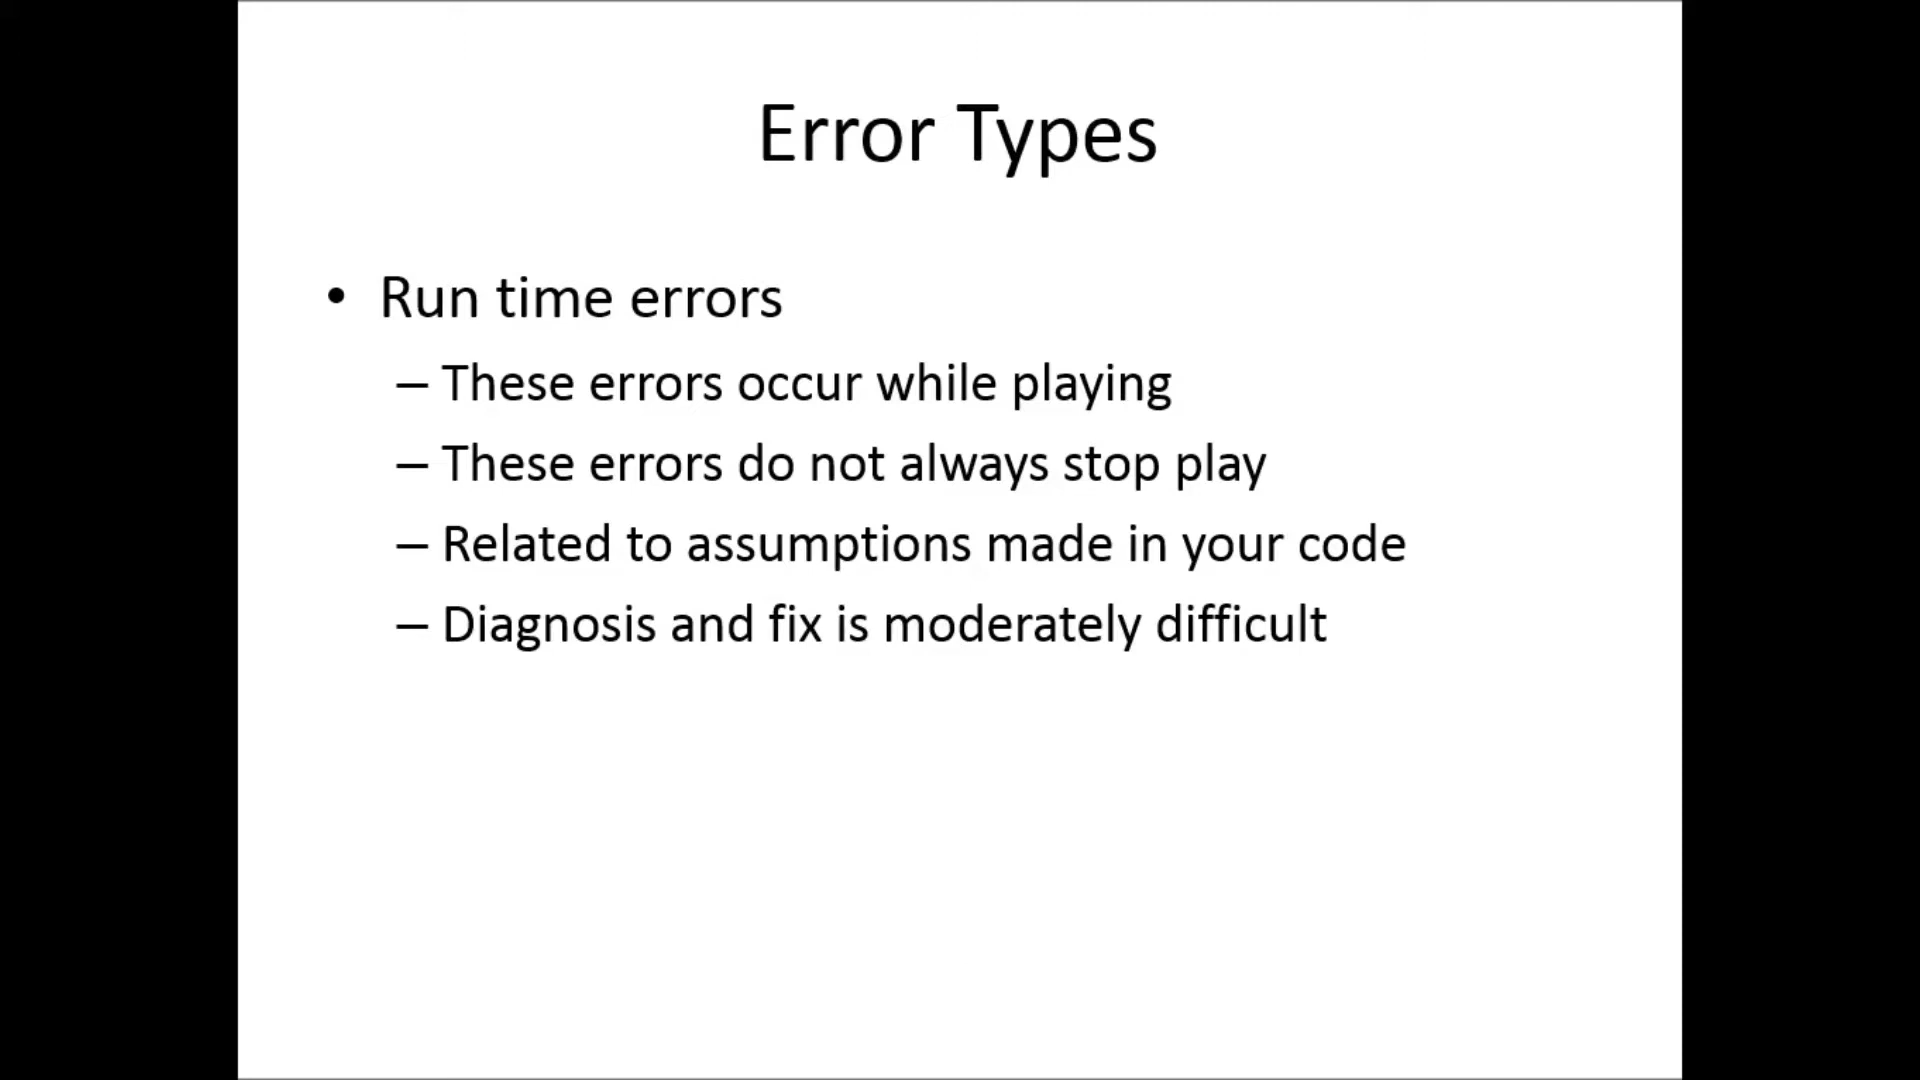 Error Types
• Run time errors
– These errors occur while playing
– These errors do not always stop play
– Related to assumptions made in your code
– Diagnosis and fix is moderately difficult